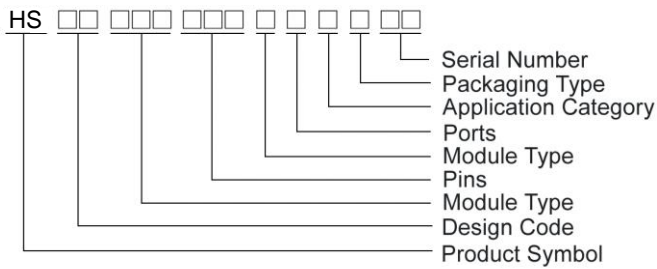 HS □□ □□□ □□□ □ □ □ □ □□
Serial Number
Packaging Type
Application Category
Ports
Module Type
Pins
Module Type
Design Code
Product Symbol